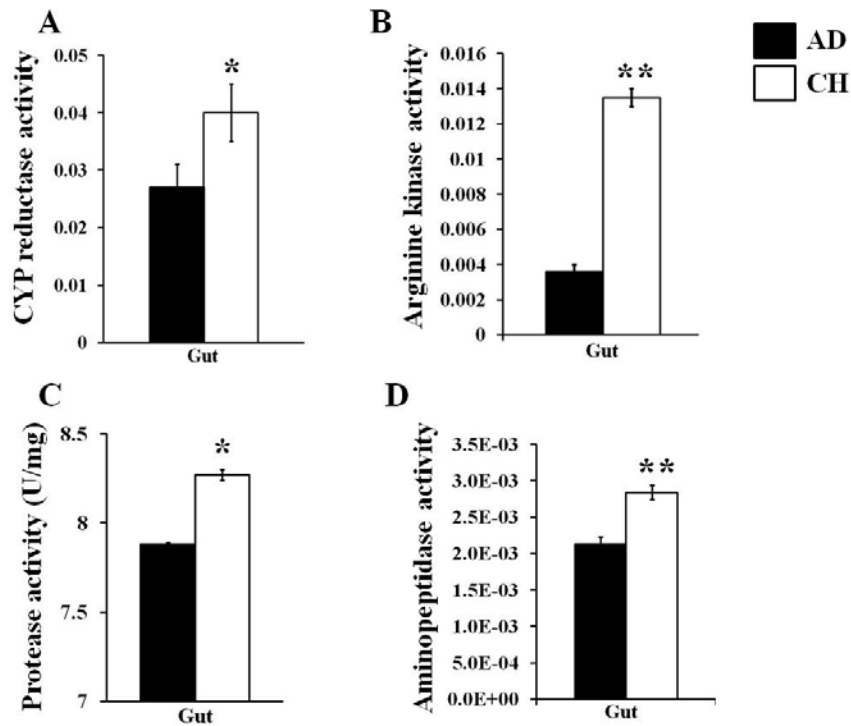 A
CYP reductase activity
0.05
0.04
0.03
0.02
0.01
0
*
Gut
B
Arginine kinase activity
0.016
0.014
0.012
0.01
0.008
0.006
0.004
0.002
0
**
Gut
AD
CH
C
Protease activity (U/mg)
8.5
8
7.5
7
*
Gut
D
Aminopeptidase activity
3.5E-03
3.0E-03
2.5E-03
2.0E-03
1.5E-03
1.0E-03
5.0E-04
0.0E+00
**
Gut